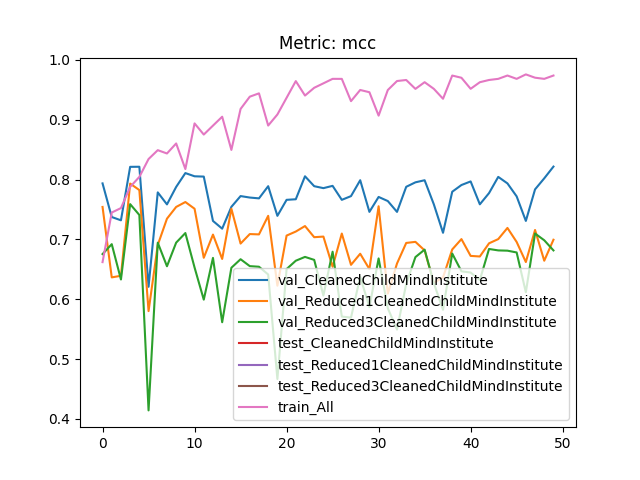 Metric: mcc
1.0
0.9
0.8
0.7
0.6
0.5
0.4
val_CleanedChildMindInstitute
val_Reduced1CleanedChildMindInstitute
val_Reduced3CleanedChildMindInstitute
test_CleanedChildMindInstitute
test_Reduced1CleanedChildMindInstitute
test_Reduced3CleanedChildMindInstitute
train_All
0 10 20 30 40 50